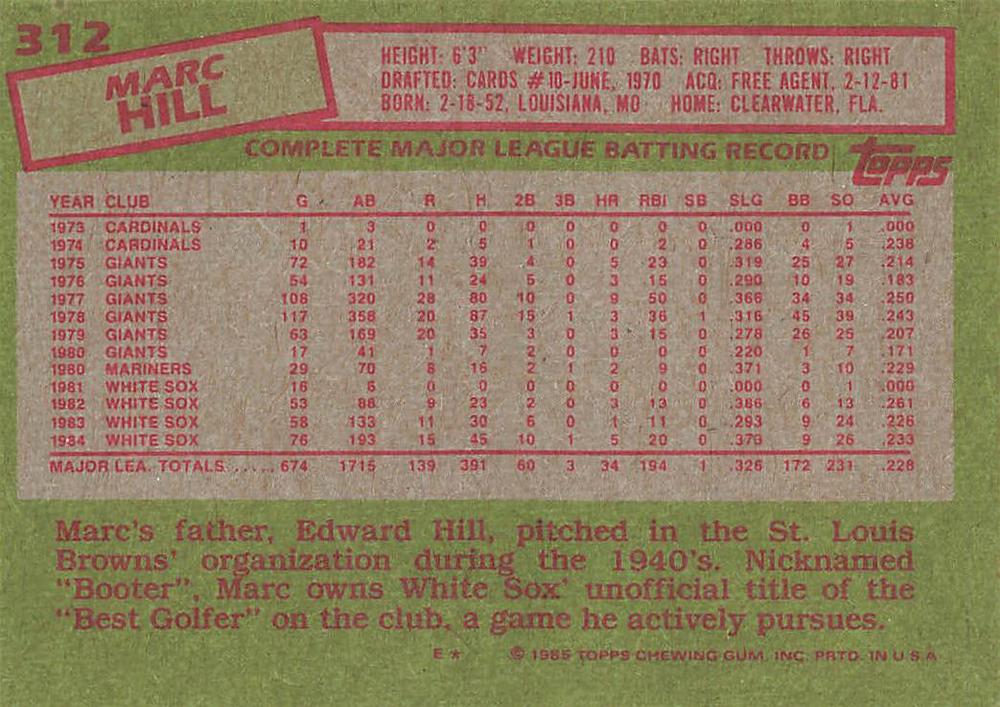 312
MARC
HILL
HEIGHT: 6'3" WEIGHT: 210 BATS: RIGHT THROWS: RIGHT
DRAFTED: CARDS #10-JUNE, 1970 ACQ: FREE AGENT, 2-12-81
BORN: 2-18-52, LOUISIANA, MO HOME: CLEARWATER, FLA.
COMPLETE MAJOR LEAGUE BATTING RECORD
topps
YEAR CLUB G AB R H 2B 3B HR RBI SB SLG BB SO AVG
1973 CARDINALS 1 3 0 0 0 0 0 0 0 .000 0 1 .000
1974 CARDINALS 10 21 2 5 1 0 0 2 0 .286 4 5 .238
1975 GIANTS 72 182 14 39 4 0 5 23 0 .319 25 27 .214
1976 GIANTS 54 131 11 24 5 0 3 15 0 .290 10 19 .183
1977 GIANTS 108 320 28 80 10 0 9 50 0 .366 34 34 .250
1978 GIANTS 117 358 20 87 15 1 3 36 1 .316 45 39 .243
1979 GIANTS 63 169 20 35 3 0 3 15 0 .278 26 25 .207
1980 GIANTS 17 41 1 7 2 0 0 0 0 .220 1 7 .171
1980 MARINERS 29 70 8 16 2 1 2 9 0 .371 3 10 .229
1981 WHITE SOX 16 6 0 0 0 0 0 0 0 .000 0 1 .000
1982 WHITE SOX 53 88 9 23 2 0 3 13 0 .386 6 13 .261
1983 WHITE SOX 58 133 11 30 6 0 1 11 0 .293 9 24 .226
1984 WHITE SOX 76 193 15 45 10 1 5 20 0 .373 9 26 .233
MAJOR LEA. TOTALS ...... 674 1715 139 391 60 3 34 194 1 .326 172 231 .228
Marc's father, Edward Hill, pitched in the St. Louis
Browns' organization during the 1940's. Nicknamed
"Booter", Marc owns White Sox' unofficial title of the
"Best Golfer" on the club, a game he actively pursues.
E* © 1985 TOPPS CHEWING GUM, INC. PRTD. IN U S A